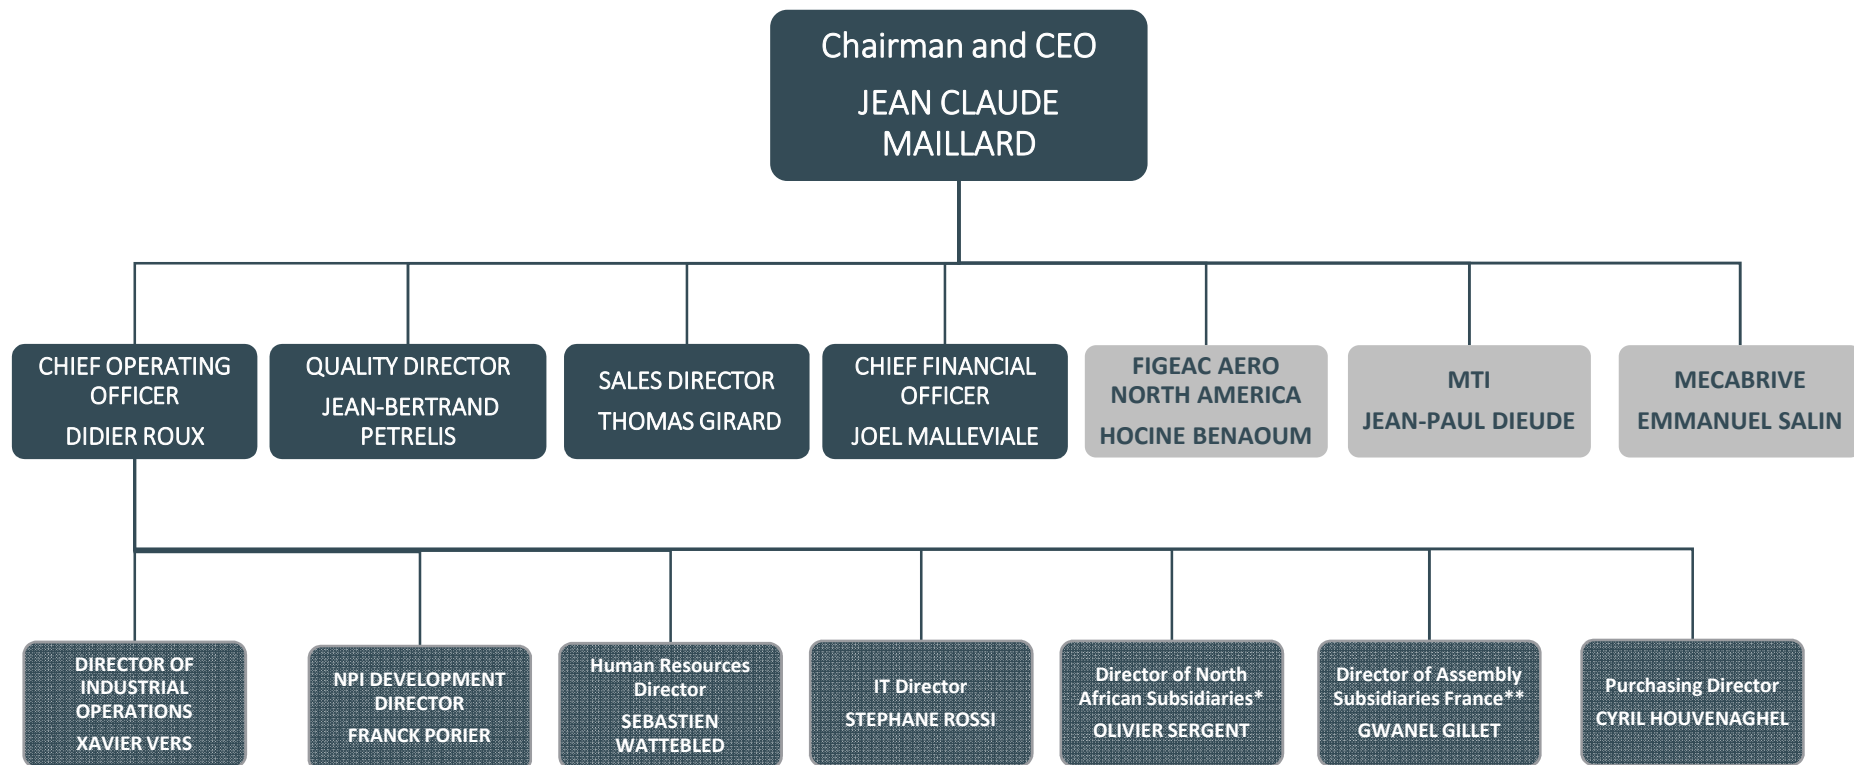 Chairman and CEO
JEAN CLAUDE
MAILLARD
CHIEF OPERATING
OFFICER
DIDIER ROUX
QUALITY DIRECTOR
JEAN-BERTRAND
PETRELIS
SALES DIRECTOR
THOMAS GIRARD
CHIEF FINANCIAL
OFFICER
JOEL MALLEVIALE
FIGEAC AERO
NORTH AMERICA
HOCINE BENAOUM
MTI
JEAN-PAUL DIEUDE
MECABRIVE
EMMANUEL SALIN
DIRECTOR OF
INDUSTRIAL
OPERATIONS
XAVIER VERS
NPI DEVELOPMENT
DIRECTOR
FRANCK PORIER
Human Resources
Director
SEBASTIEN
WATTEBLED
IT Director
STEPHANE ROSSI
Director of North
African Subsidiaries*
OLIVIER SERGENT
Director of Assembly
Subsidiaries France**
GWANEL GILLET
Purchasing Director
CYRIL HOUVENAGHEL